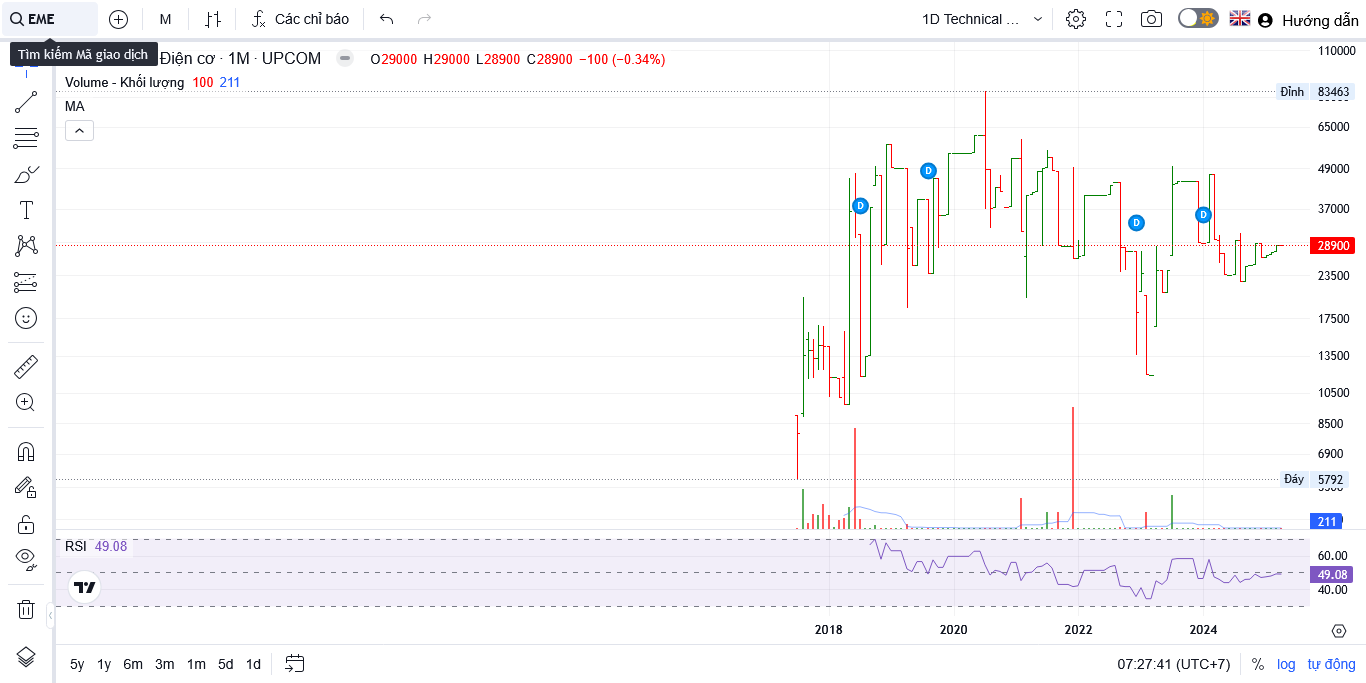 EME
M
Các chỉ báo
1D Technical ...
Hướng dẫn
Tìm kiếm Mã giao dịch
Điện cơ · 1M · UPCOM
O29000 H29000 L28900 C28900 −100 (−0.34%)
Volume - Khối lượng 100 211
MA
110000
Đỉnh 83463
65000
49000
37000
28900
23500
17500
13500
10500
8500
6900
Đáy 5792
211
D
D
D
D
RSI 49.08
60.00
49.08
40.00
2018
2020
2022
2024
5y 1y 6m 3m 1m 5d 1d
07:27:41 (UTC+7)
% log tự động